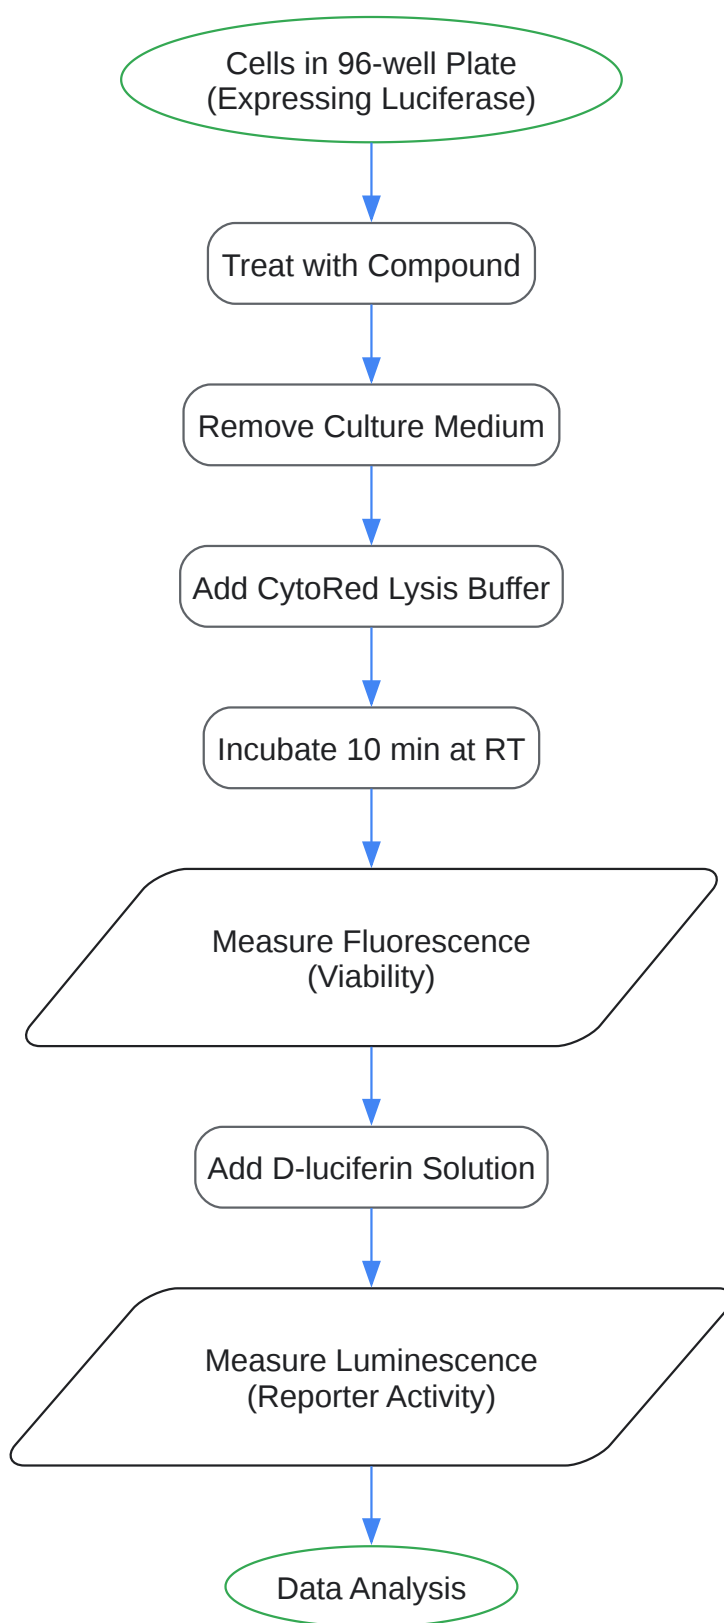 Cells in 96-well Plate
(Expressing Luciferase)
Treat with Compound
Remove Culture Medium
Add CytoRed Lysis Buffer
Incubate 10 min at RT
Measure Fluorescence
(Viability)
Add D-luciferin Solution
Measure Luminescence
(Reporter Activity)
Data Analysis